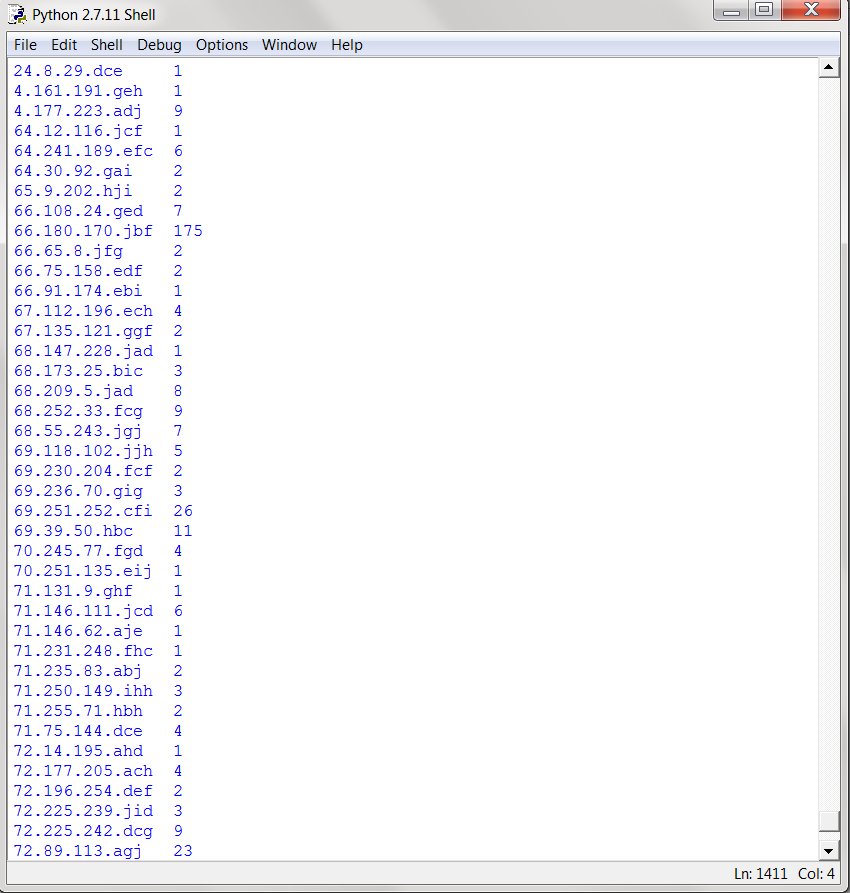 Python 2.7.11 Shell
File Edit Shell Debug Options Window Help
24.8.29.dce 1
4.161.191.geh 1
4.177.223.adj 9
64.12.116.jcf 1
64.241.189.efc 6
64.30.92.gai 2
65.9.202.hji 2
66.108.24.ged 7
66.180.170.jbf 175
66.65.8.jfg 2
66.75.158.edf 2
66.91.174.ebi 1
67.112.196.ech 4
67.135.121.ggf 2
68.147.228.jad 1
68.173.25.bic 3
68.209.5.jad 8
68.252.33.fcg 9
68.55.243.jgj 7
69.118.102.jjh 5
69.230.204.fcf 2
69.236.70.gig 3
69.251.252.cfi 26
69.39.50.hbc 11
70.245.77.fgd 4
70.251.135.eij 1
71.131.9.ghf 1
71.146.111.jcd 6
71.146.62.aje 1
71.231.248.fhc 1
71.235.83.abj 2
71.250.149.ihh 3
71.255.71.hbh 2
71.75.144.dce 4
72.14.195.ahd 1
72.177.205.ach 4
72.196.254.def 2
72.225.239.jid 3
72.225.242.dcg 9
72.89.113.agj 23
Ln: 1411 Col: 4